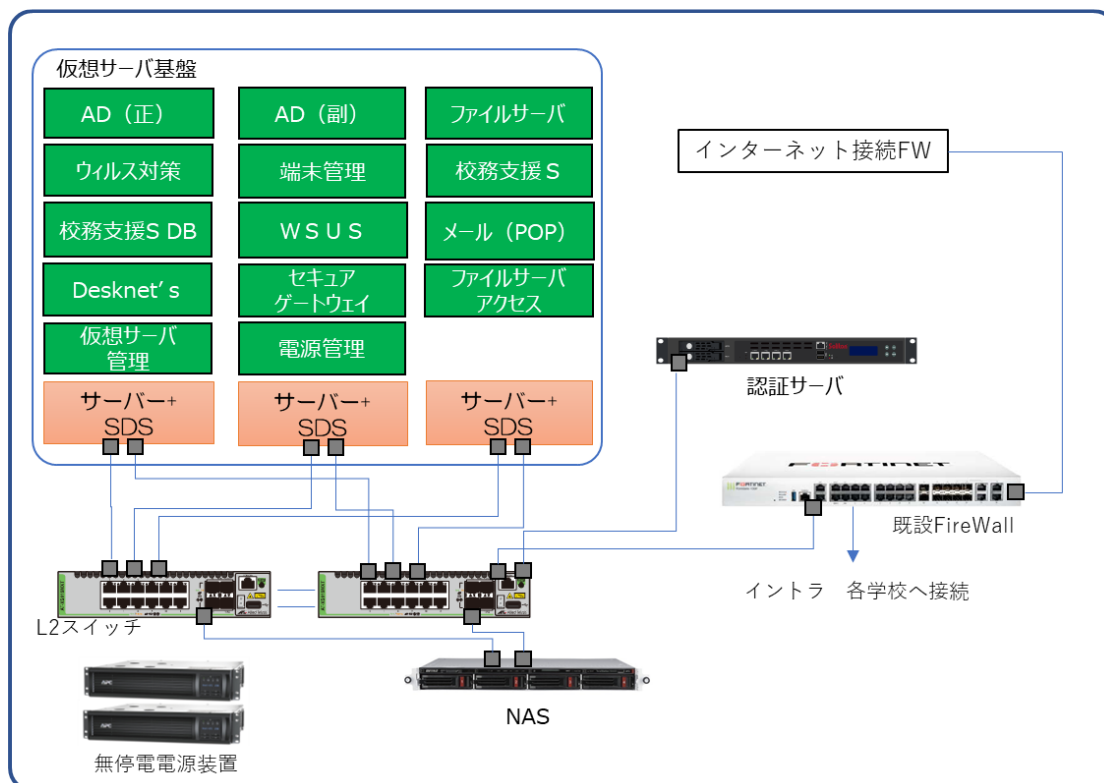 仮想サーバ基盤
AD（正）
AD（副）
ファイルサーバ
ウィルス対策
端末管理
校務支援Ｓ
校務支援S DB
ＷＳＵＳ
メール（POP）
Desknet’s
セキュア
ゲートウェイ
ファイルサーバ
アクセス
仮想サーバ
管理
電源管理
サーバー+
SDS
サーバー+
SDS
サーバー+
SDS
インターネット接続FW
認証サーバ
FORTINET
既設FireWall
イントラ　各学校へ接続
L2スイッチ
NAS
無停電電源装置